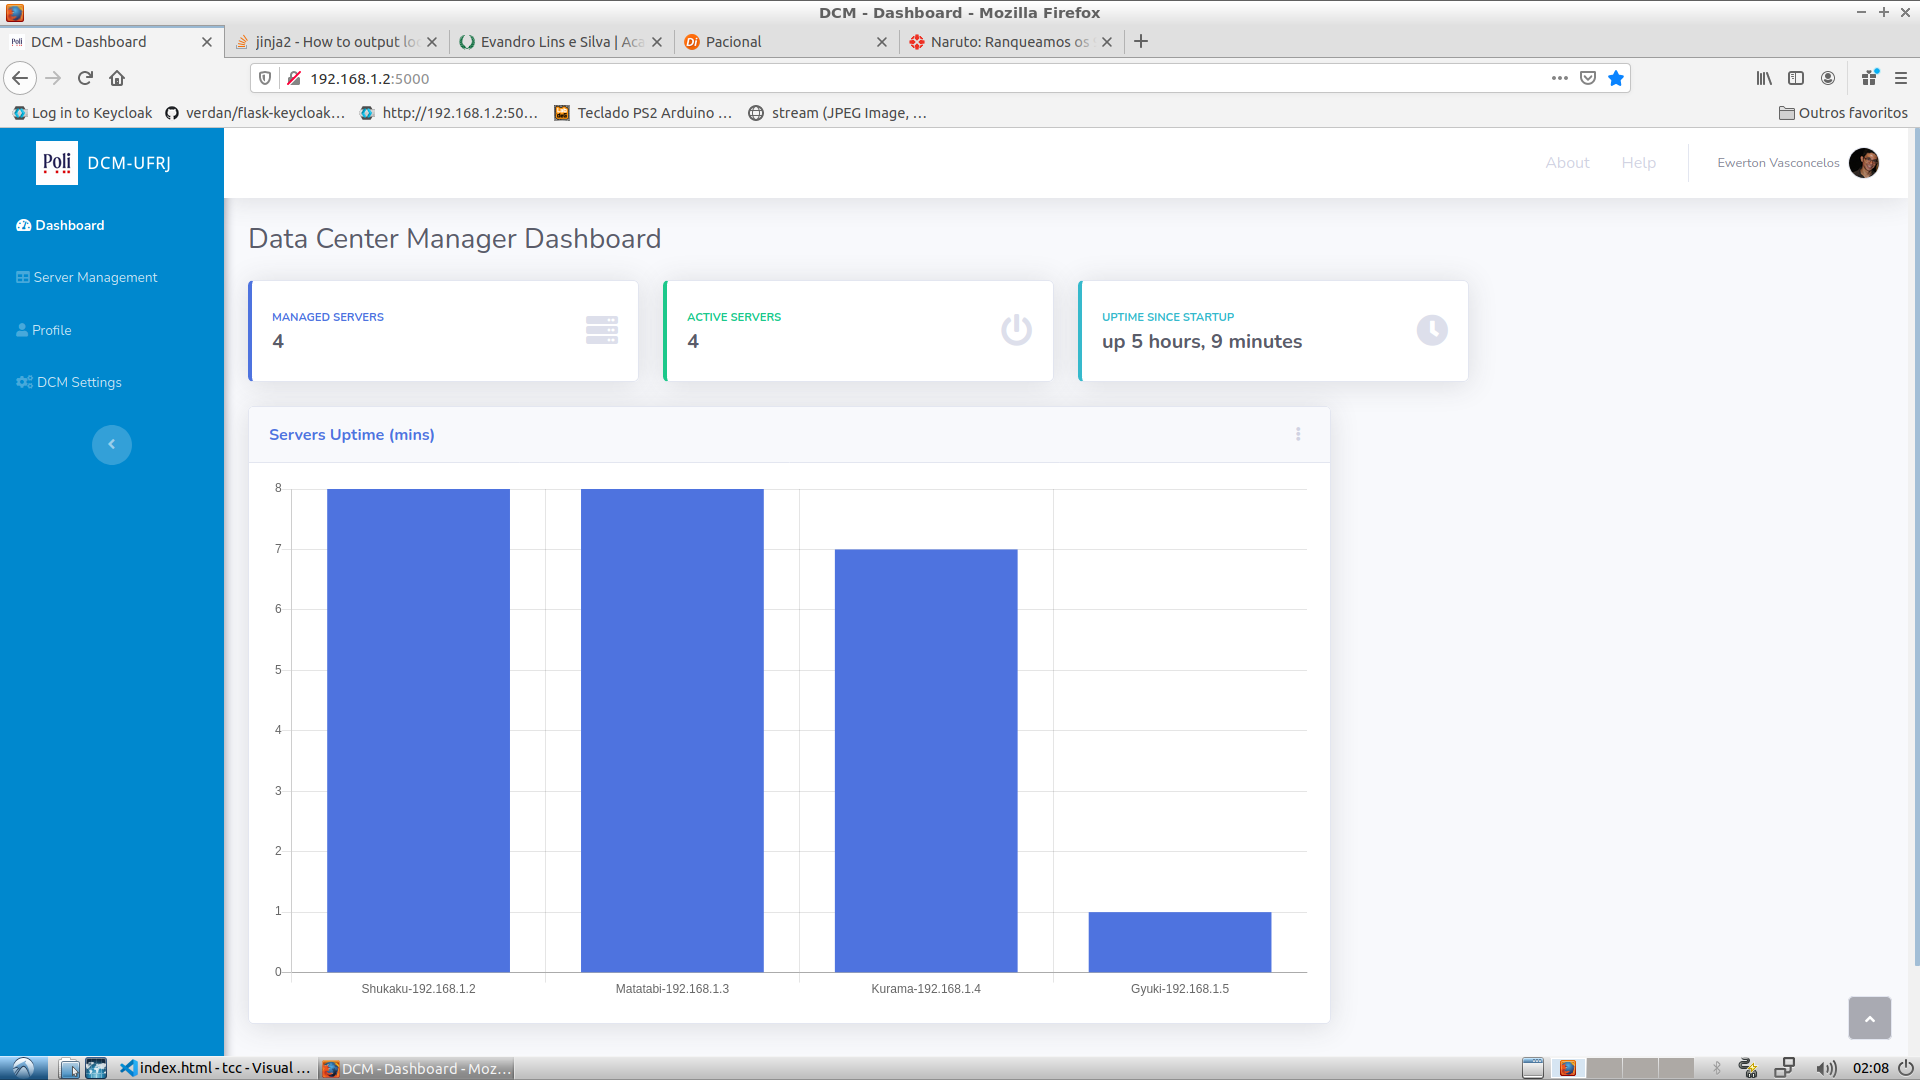 DCM - Dashboard - Mozilla Firefox
DCM - Dashboard
jinja2 - How to output lo
Evandro Lins e Silva | Aca
Di Pacional
Naruto: Ranqueamos os
192.168.1.2:5000
Log in to Keycloak
verdan/flask-keycloak…
http://192.168.1.2:50…
Teclado PS2 Arduino …
stream (JPEG Image, …
Outros favoritos
Poli DCM-UFRJ
About
Help
Ewerton Vasconcelos
Dashboard
Server Management
Profile
DCM Settings
Data Center Manager Dashboard
MANAGED SERVERS
4
ACTIVE SERVERS
4
UPTIME SINCE STARTUP
up 5 hours, 9 minutes
Servers Uptime (mins)
8
7
6
5
4
3
2
1
0
Shukaku-192.168.1.2
Matatabi-192.168.1.3
Kurama-192.168.1.4
Gyuki-192.168.1.5
index.html - tcc - Visual ...
DCM - Dashboard - Moz...
02:08